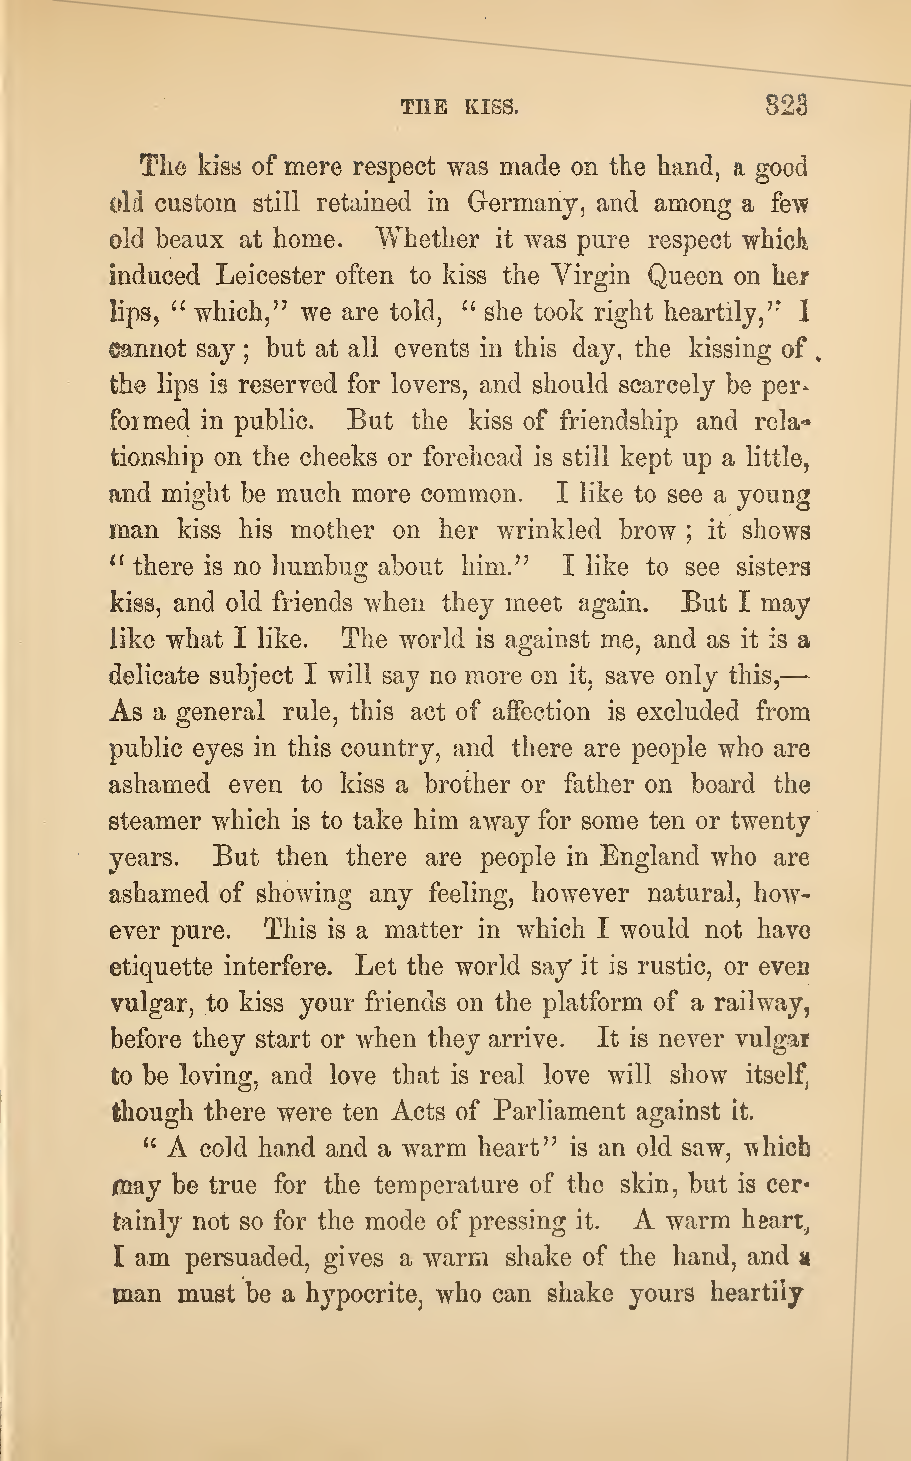 THE KISS. 323
The kiss of mere respect was made on the hand, a good
old custom still retained in Germany, and among a few
old beaux at home. Whether it was pure respect which
induced Leicester often to kiss the Virgin Queen on her
lips, “ which,” we are told, “ she took right heartily,” I
cannot say ; but at all events in this day, the kissing of
the lips is reserved for lovers, and should scarcely be per-
formed in public. But the kiss of friendship and rela-
tionship on the cheeks or forehead is still kept up a little,
and might be much more common. I like to see a young
man kiss his mother on her wrinkled brow ; it shows
“ there is no humbug about him.” I like to see sisters
kiss, and old friends when they meet again. But I may
like what I like. The world is against me, and as it is a
delicate subject I will say no more on it, save only this,—
As a general rule, this act of affection is excluded from
public eyes in this country, and there are people who are
ashamed even to kiss a brother or father on board the
steamer which is to take him away for some ten or twenty
years. But then there are people in England who are
ashamed of showing any feeling, however natural, how-
ever pure. This is a matter in which I would not have
etiquette interfere. Let the world say it is rustic, or even
vulgar, to kiss your friends on the platform of a railway,
before they start or when they arrive. It is never vulgar
to be loving, and love that is real love will show itself,
though there were ten Acts of Parliament against it.
“ A cold hand and a warm heart” is an old saw, which
may be true for the temperature of the skin, but is cer-
tainly not so for the mode of pressing it. A warm heart,
I am persuaded, gives a warm shake of the hand, and a
man must be a hypocrite, who can shake yours heartily